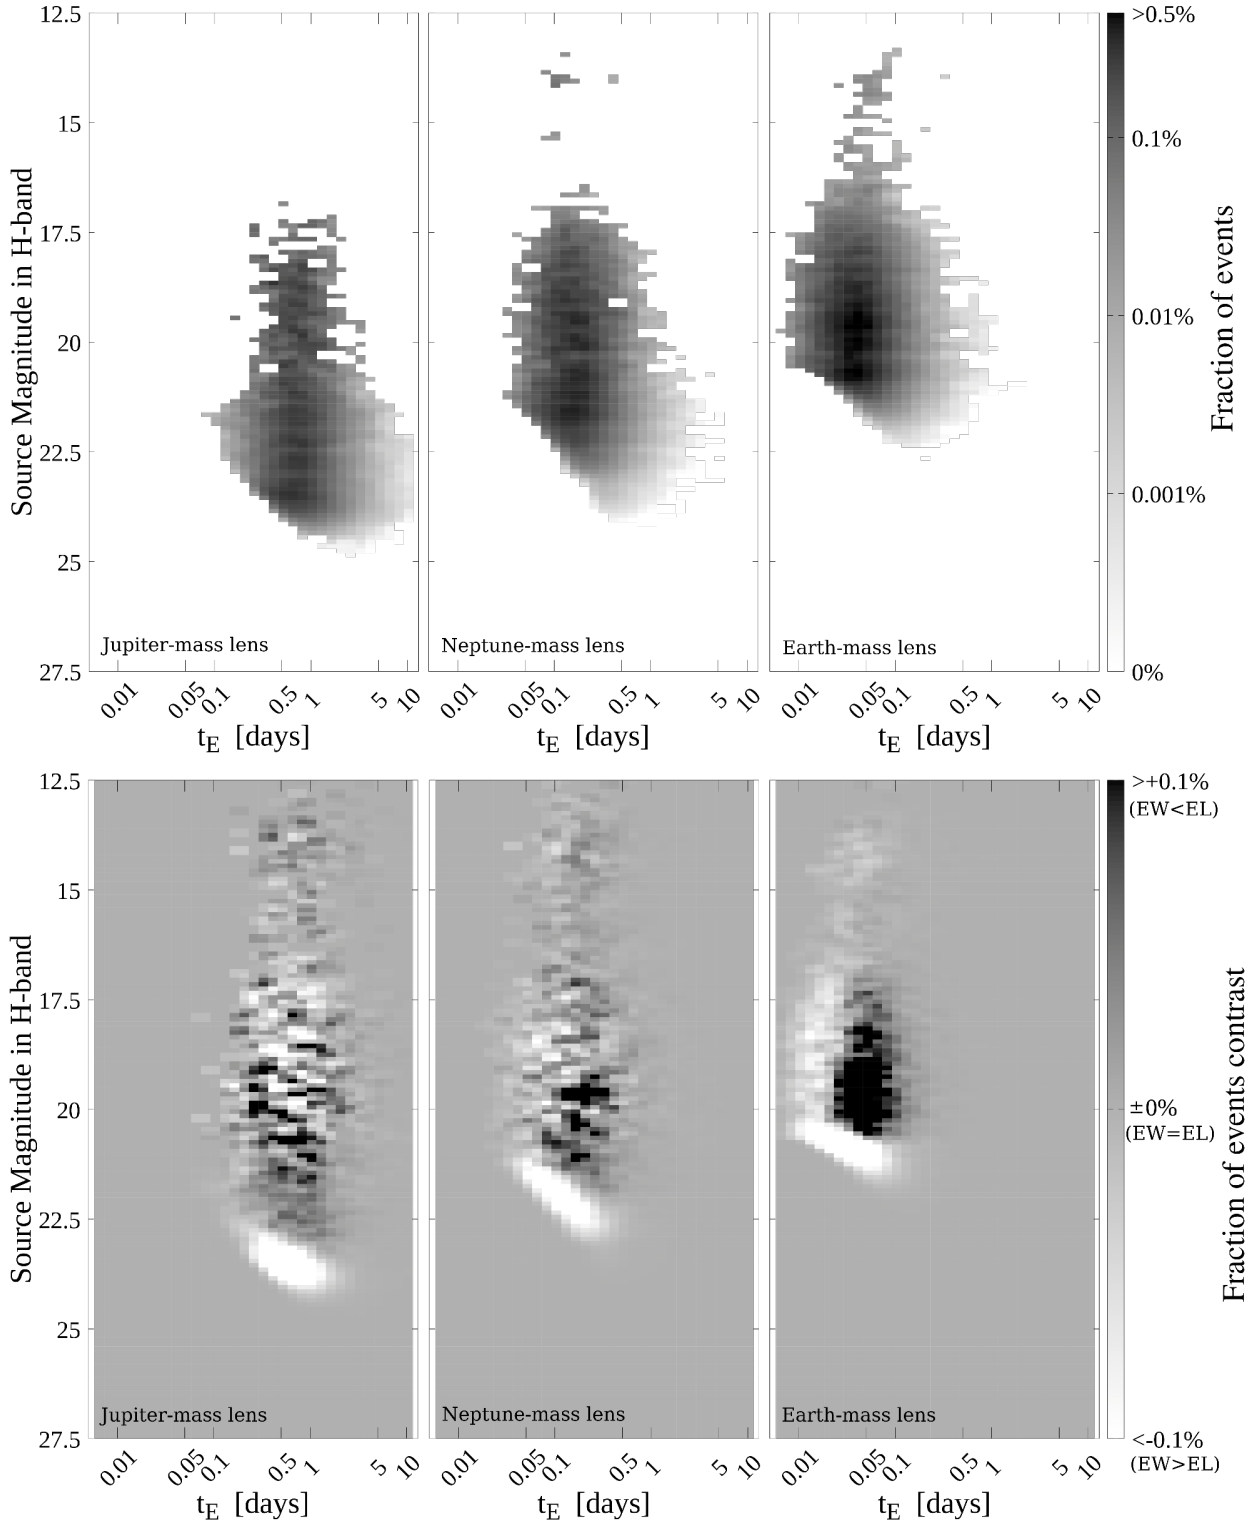 12.5
15
17.5
20
22.5
25
27.5
Source Magnitude in H-band
Jupiter-mass lens
Neptune-mass lens
Earth-mass lens
0.01 0.05 0.1 0.5 1 5 10
0.01 0.05 0.1 0.5 1 5 10
0.01 0.05 0.1 0.5 1 5 10
tE [days]
tE [days]
tE [days]
>0.5%
0.1%
0.01%
0.001%
0%
Fraction of events
12.5
15
17.5
20
22.5
25
27.5
Source Magnitude in H-band
Jupiter-mass lens
Neptune-mass lens
Earth-mass lens
0.01 0.05 0.1 0.5 1 5 10
0.01 0.05 0.1 0.5 1 5 10
0.01 0.05 0.1 0.5 1 5 10
tE [days]
tE [days]
tE [days]
>+0.1%
(EW<EL)
±0%
(EW=EL)
<-0.1%
(EW>EL)
Fraction of events contrast